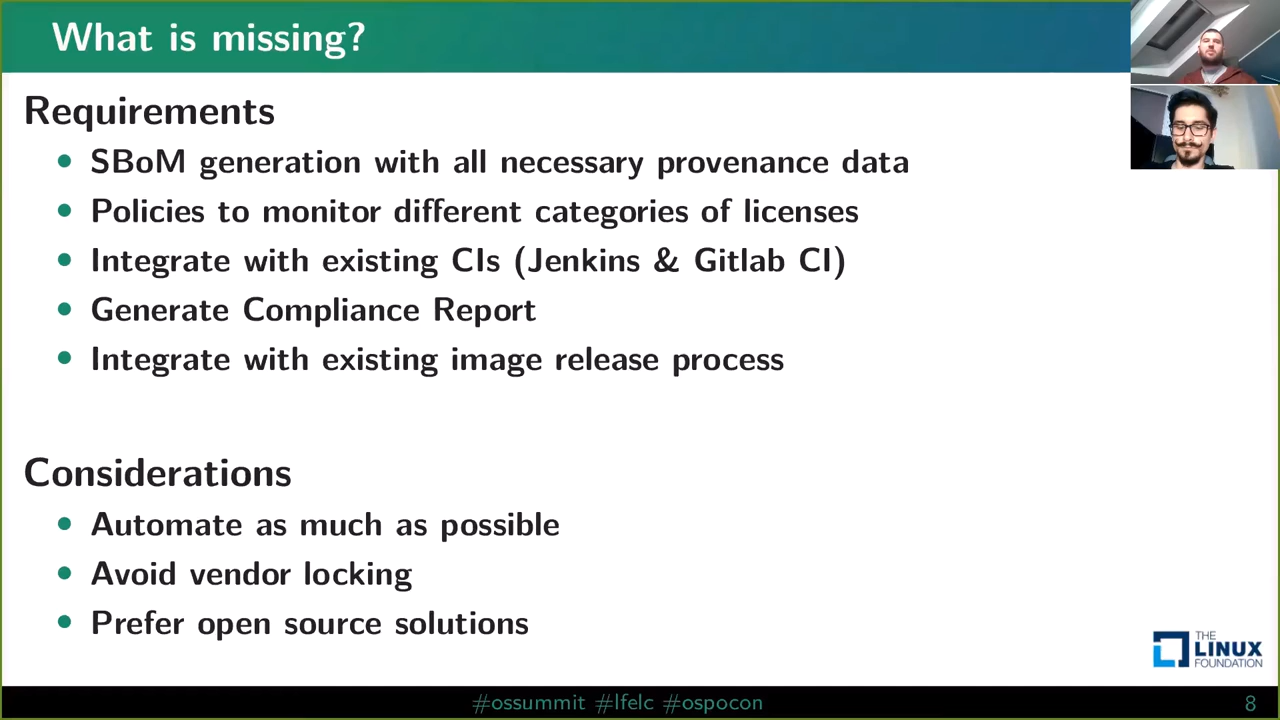 What is missing?
Requirements
SBoM generation with all necessary provenance data
Policies to monitor different categories of licenses
Integrate with existing CIs (Jenkins & Gitlab CI)
Generate Compliance Report
Integrate with existing image release process
Considerations
Automate as much as possible
Avoid vendor locking
Prefer open source solutions
THE
LINUX
FOUNDATION
#ossummit #lfelc #ospocon
8